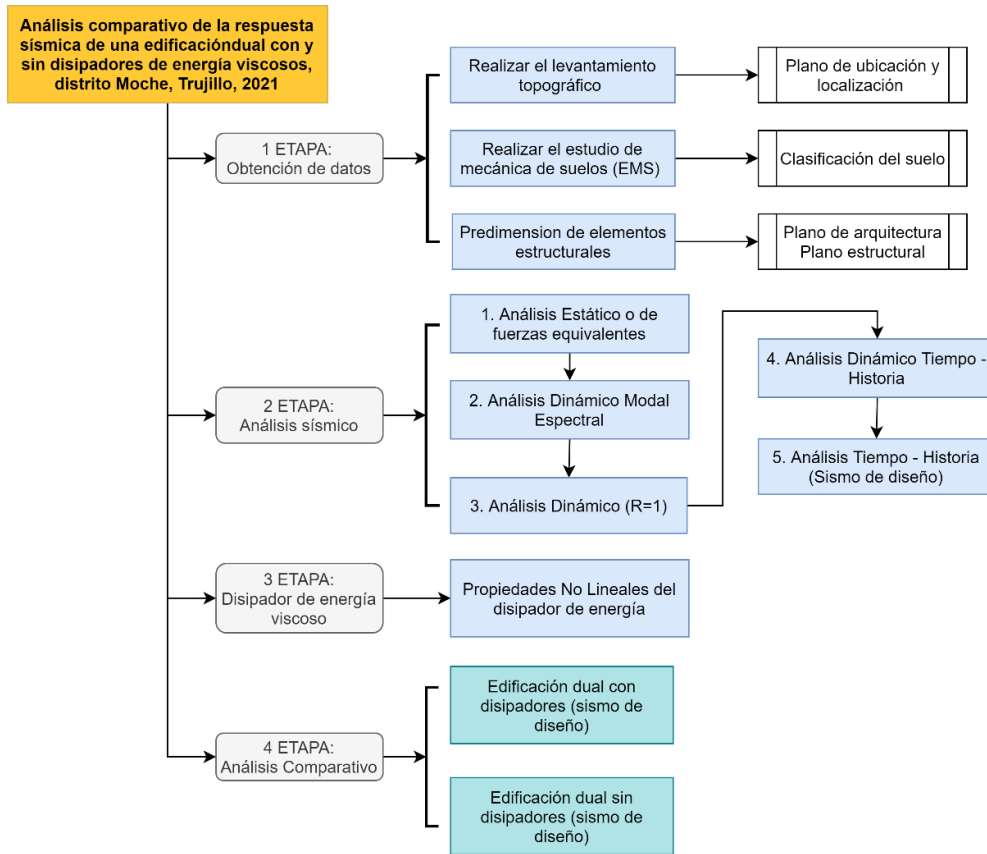 Análisis comparativo de la respuesta
sísmica de una edificacióndual con y
sin disipadores de energía viscosos,
distrito Moche, Trujillo, 2021
1 ETAPA:
Obtención de datos
Realizar el levantamiento
topográfico
Plano de ubicación y
localización
Realizar el estudio de
mecánica de suelos (EMS)
Clasificación del suelo
Predimension de elementos
estructurales
Plano de arquitectura
Plano estructural
2 ETAPA:
Análisis sísmico
1. Análisis Estático o de
fuerzas equivalentes
2. Análisis Dinámico Modal
Espectral
3. Análisis Dinámico (R=1)
4. Análisis Dinámico Tiempo -
Historia
5. Análisis Tiempo - Historia
(Sismo de diseño)
3 ETAPA:
Disipador de energía
viscoso
Propiedades No Lineales del
disipador de energía
4 ETAPA:
Análisis Comparativo
Edificación dual con
disipadores (sismo de
diseño)
Edificación dual sin
disipadores (sismo de
diseño)